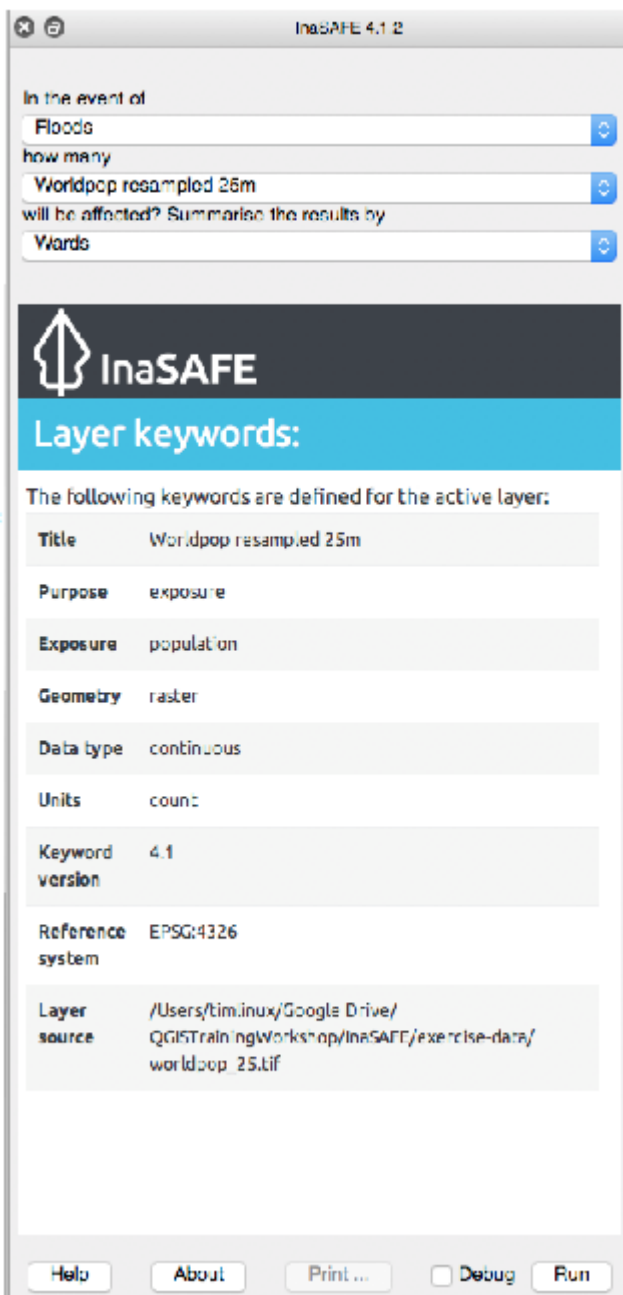 InaSAFE 4.1.2
In the event of
Floods
how many
Worldpop resampled 25m
will be affected? Summarise the results by
Wards
InaSAFE
Layer keywords:
The following keywords are defined for the active layer:
Title Worldpop resampled 25m
Purpose exposure
Exposure population
Geometry raster
Data type continuous
Units count
Keyword 4.1
version
Reference EPSG:4326
system
Layer /Users/timlinux/Google Drive/
source QGISTrainingWorkshop/InaSAFE/exercise-data/
worldpop_25.tif
Help About Print ... Debug Run